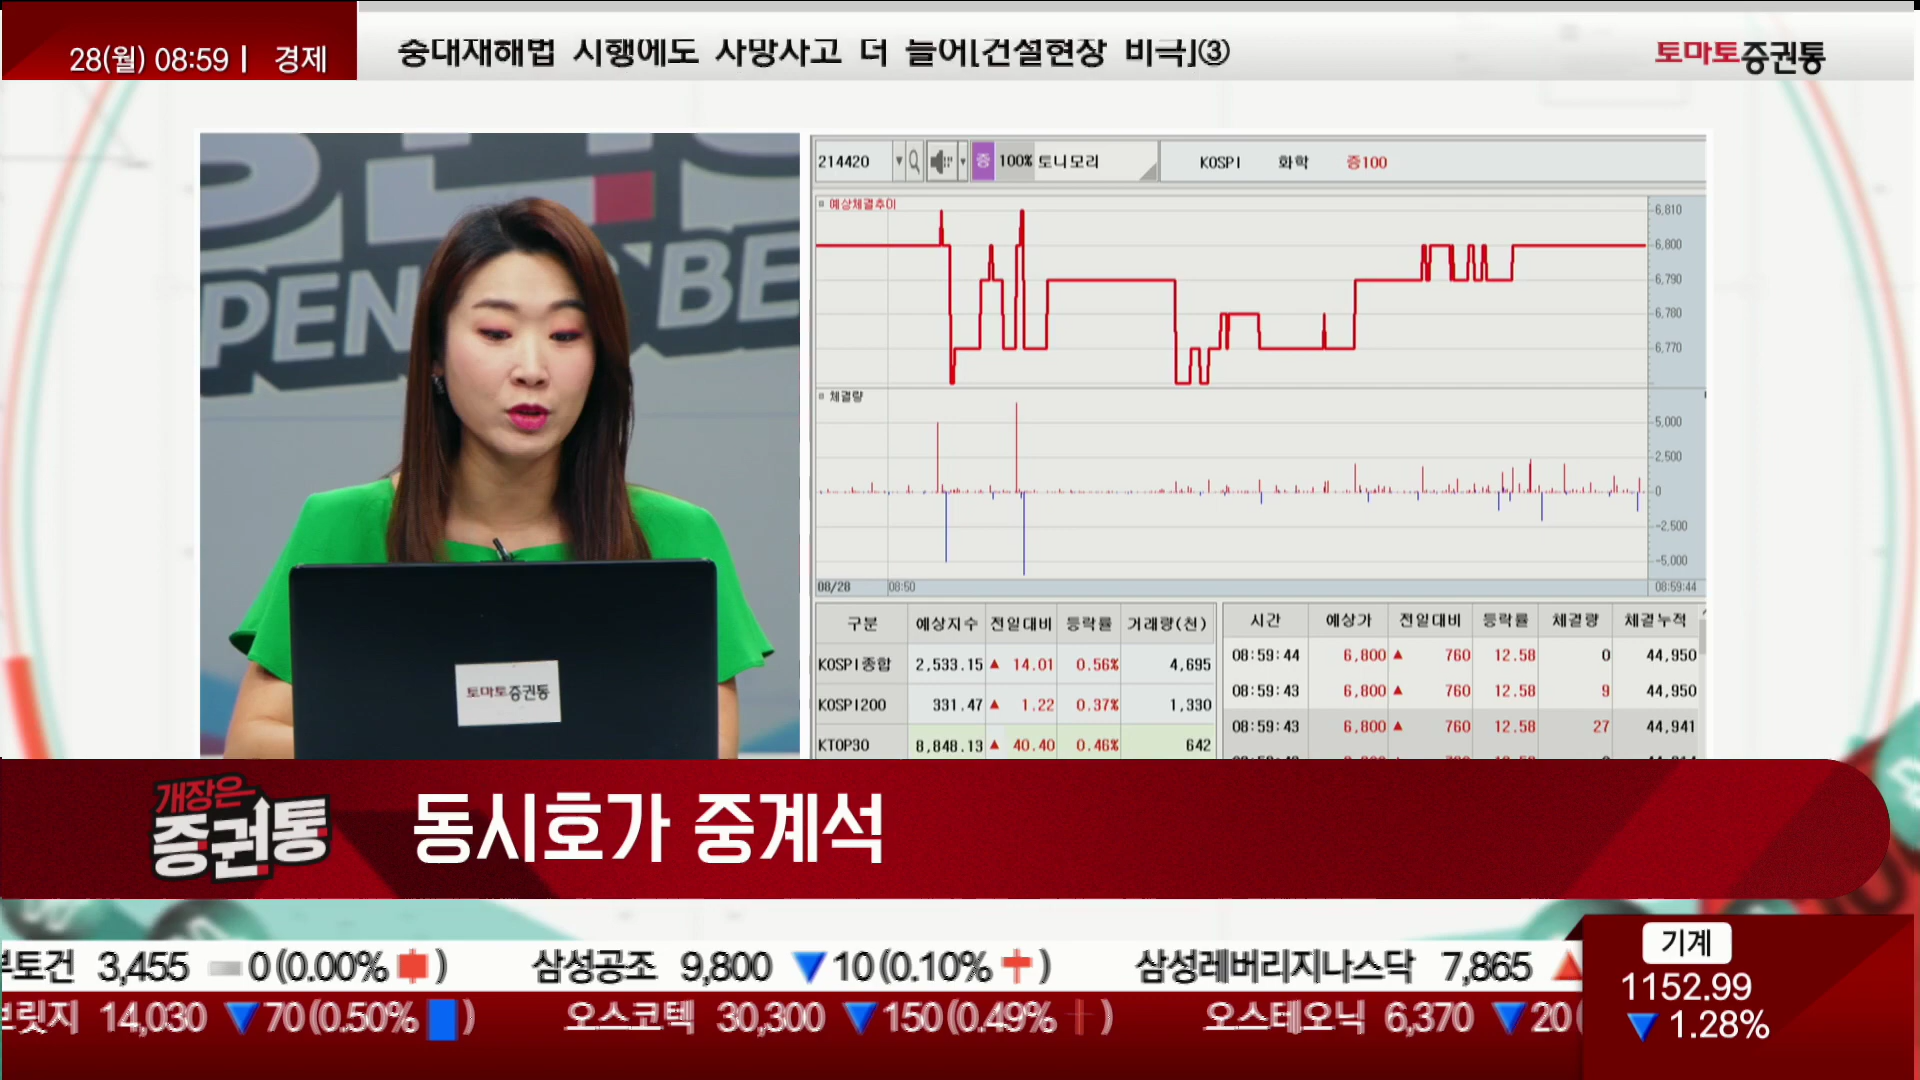 28(월) 08:59 | 경제
중대재해법 시행에도 사망사고 더 늘어[건설현장 비극]③
토마토증권통
PEN
BE
214420
증 100% 토니모리
KOSPI 화학 증100
예상체결추이
6,810
6,800
6,790
6,780
6,770
체결량
5,000
2,500
0
-2,500
-5,000
08/28 08:50 08:59:44
구분 예상지수 전일대비 등락률 거래량(천)
KOSPI종합 2,533.15 ▲ 14.01 0.56% 4,695
KOSPI200 331.47 ▲ 1.22 0.37% 1,330
KTOP30 8,848.13 ▲ 40.40 0.46% 642
시간 예상가 전일대비 등락률 체결량 체결누적
08:59:44 6,800 ▲ 760 12.58 0 44,950
08:59:43 6,800 ▲ 760 12.58 9 44,950
08:59:43 6,800 ▲ 760 12.58 27 44,941
토마토증권통
개장은
증권통
동시호가 중계석
토건 3,455 0(0.00% ) 삼성공조 9,800 ▼10(0.10% ) 삼성레버리지나스닥 7,865 ▲
브릿지 14,030 ▼70(0.50% ) 오스코텍 30,300 ▼150(0.49% ) 오스테오닉 6,370 ▼20(
기계
1152.99
▼ 1.28%